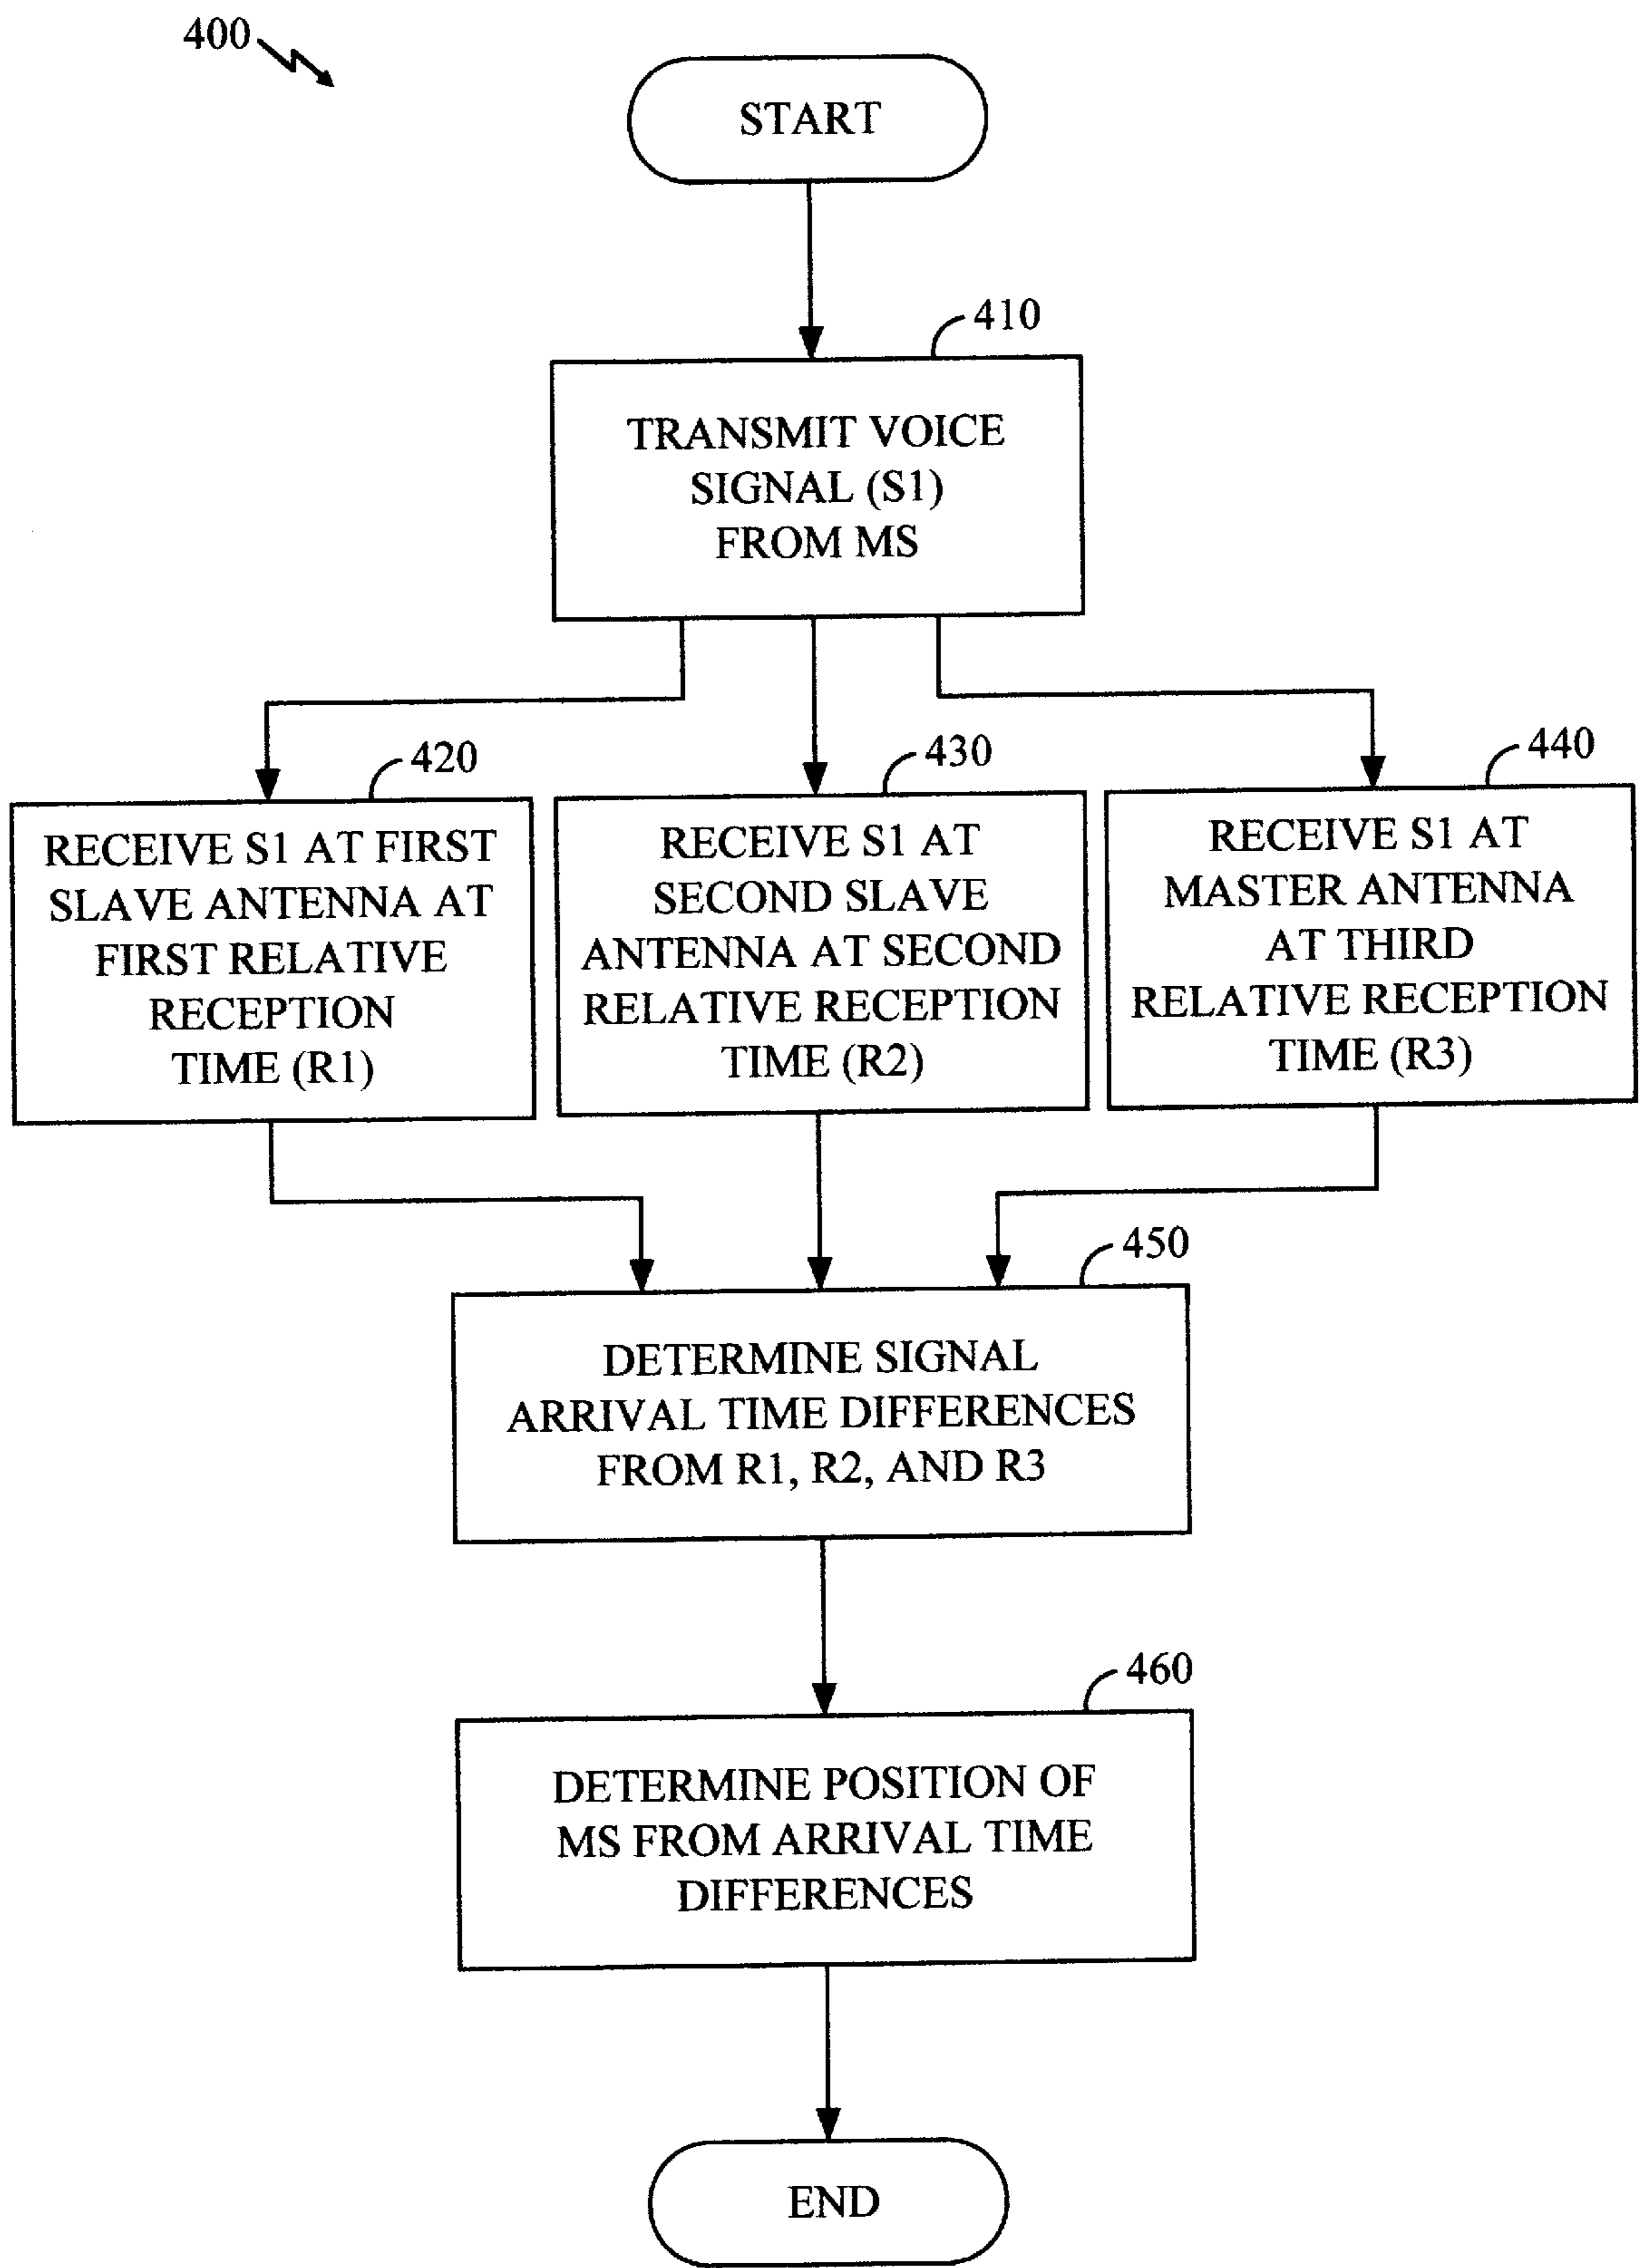 400
START
410
TRANSMIT VOICE
SIGNAL (S1)
FROM MS
420
RECEIVE S1 AT FIRST
SLAVE ANTENNA AT
FIRST RELATIVE
RECEPTION
TIME (R1)
430
RECEIVE S1 AT
SECOND SLAVE
ANTENNA AT SECOND
RELATIVE RECEPTION
TIME (R2)
440
RECEIVE S1 AT
MASTER ANTENNA
AT THIRD
RELATIVE RECEPTION
TIME (R3)
450
DETERMINE SIGNAL
ARRIVAL TIME DIFFERENCES
FROM R1, R2, AND R3
460
DETERMINE POSITION OF
MS FROM ARRIVAL TIME
DIFFERENCES
END